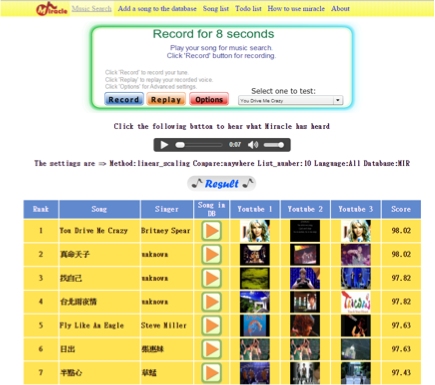 Miracle Music Search Add a song to the database Song list Todo list How to use miracle About
Record for 8 seconds
Play your song for music search.
Click 'Record' button for recording.
Click 'Record' to record your tune
Click 'Replay' to replay your recorded voice.
Click 'Options' for Advanced settings.
Select one to test:
Record Replay Options You Drive Me Crazy
Click the following button to hear what Miracle has heard
0:07
The settings are => Method:linear_scaling Compare:anywhere List_number:10 Language:All Database:MIR
Result
Rank Song Singer Song in DB Youtube 1 Youtube 2 Youtube 3 Score
1 You Drive Me Crazy Britney Spear 98.02
2 真命天子 unknown 98.02
3 找自己 unknown 97.82
4 台北雨夜情 unknown 97.82
5 Fly Like An Eagle Steve Miller 97.63
6 日出 張惠妹 97.63
7 半點心 草蜢 97.43